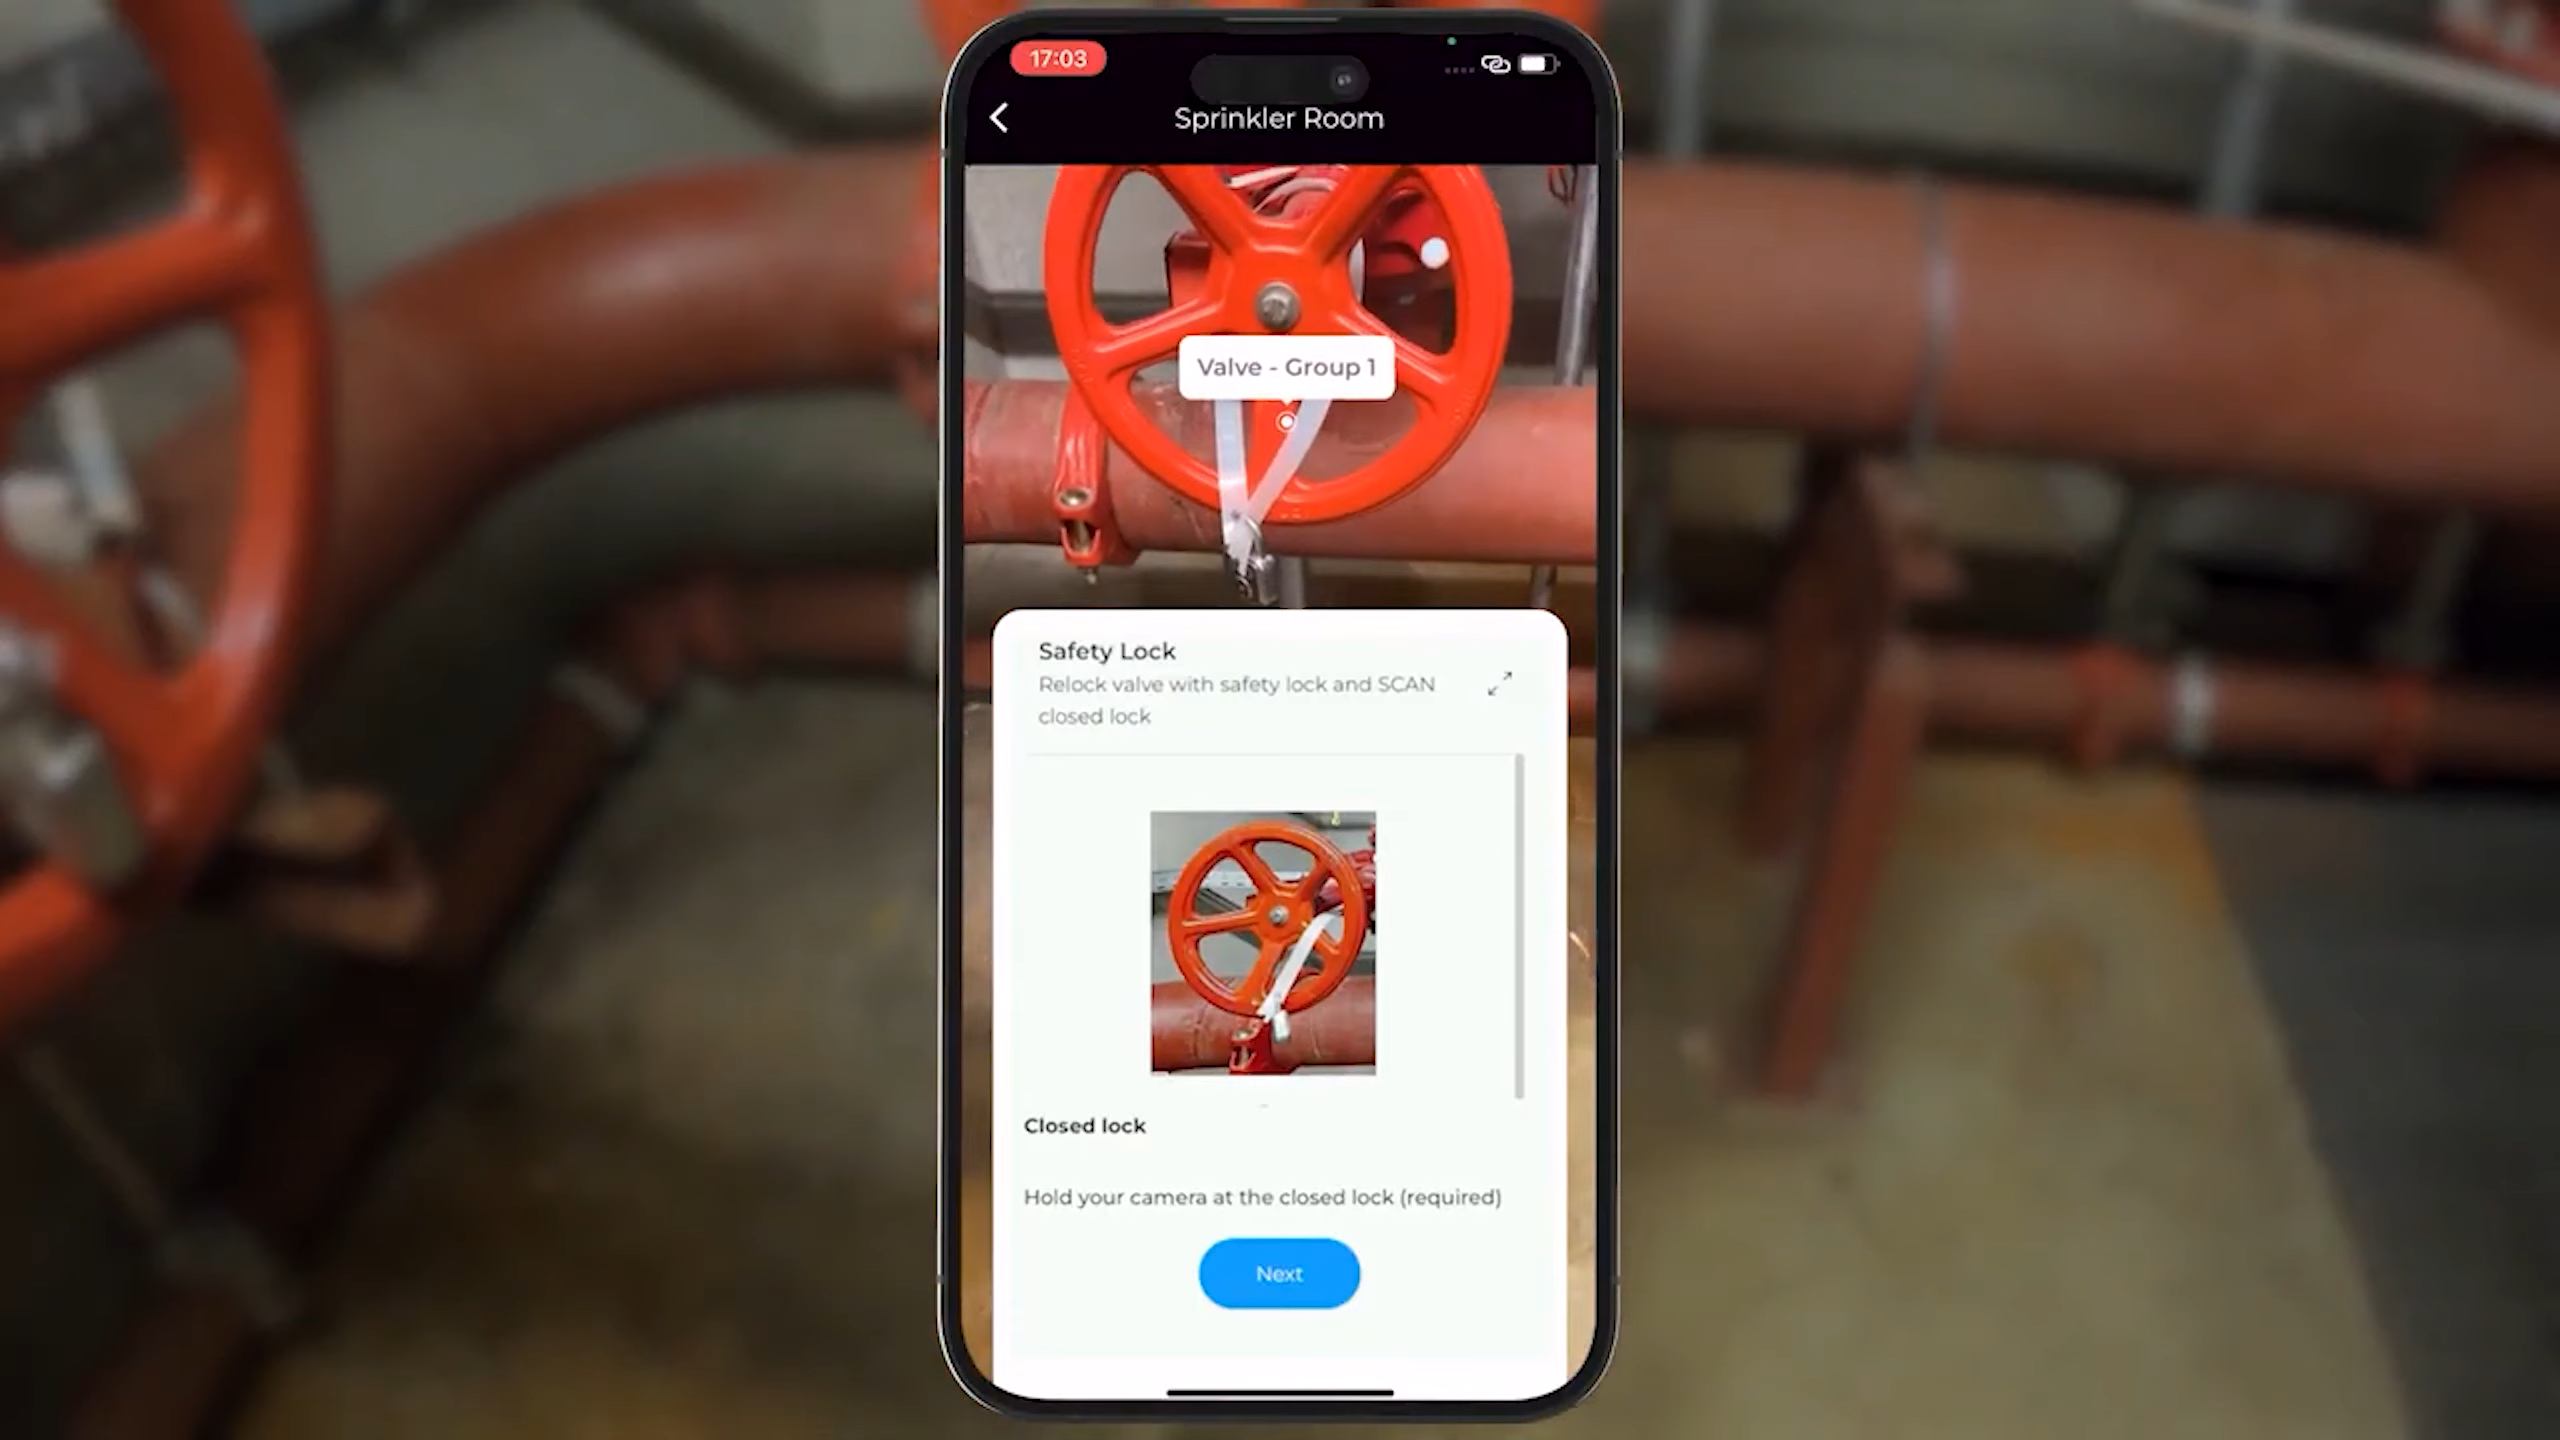 17:03
Sprinkler Room
Valve - Group 1
Safety Lock
Relock valve with safety lock and SCAN
closed lock
Closed lock
Hold your camera at the closed lock (required)
Next